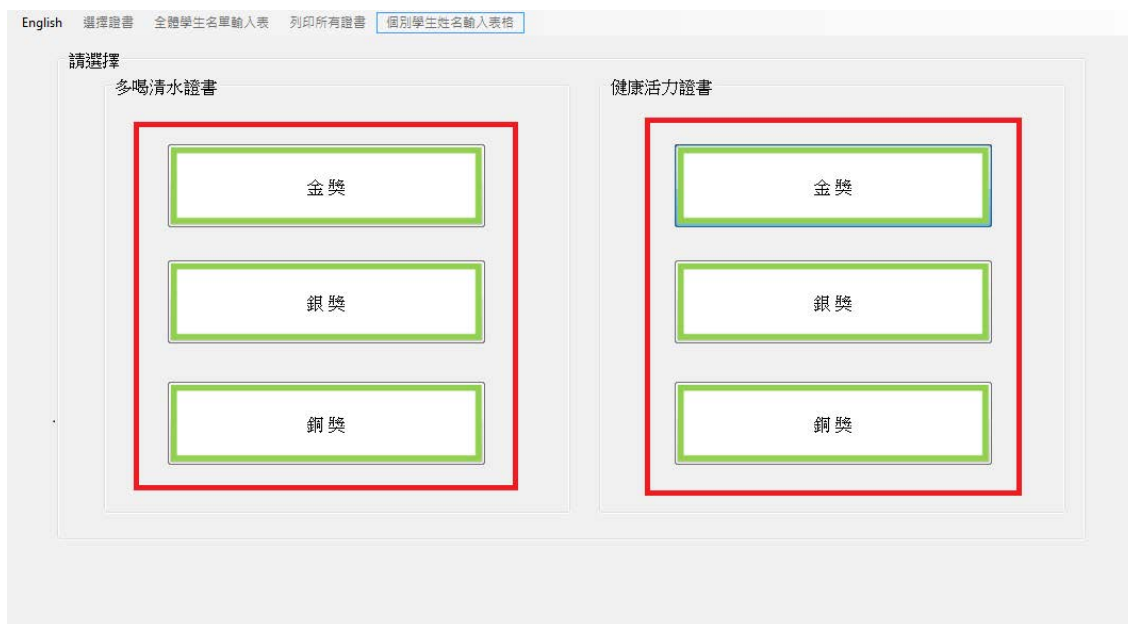 English 選擇證書 全體學生名單輸入表 列印所有證書 個別學生姓名輸入表格
請選擇
多喝清水證書
金獎
銀獎
銅獎
健康活力證書
金獎
銀獎
銅獎